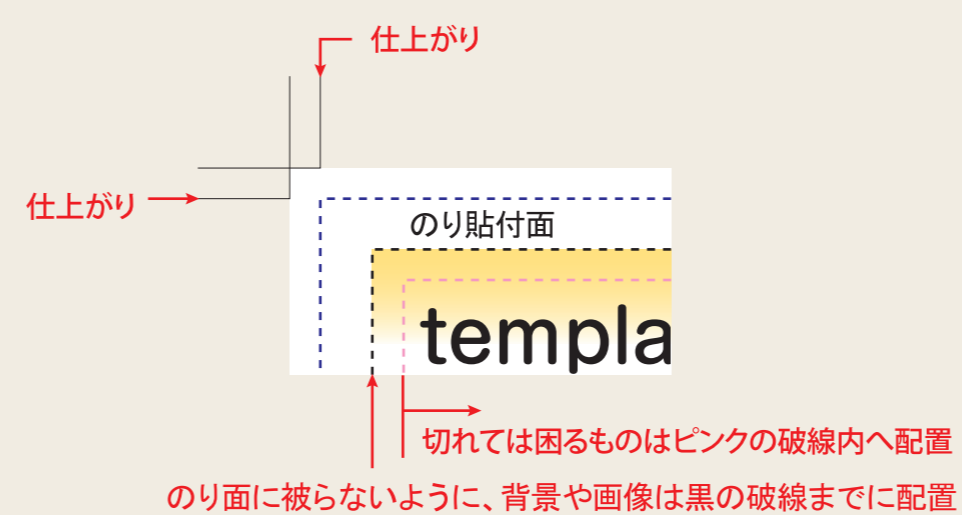 仕上がり
仕上がり
のり貼付面
templa
切れては困るものはピンクの破線内へ配置
のり面に被らないように、背景や画像は黒の破線までに配置